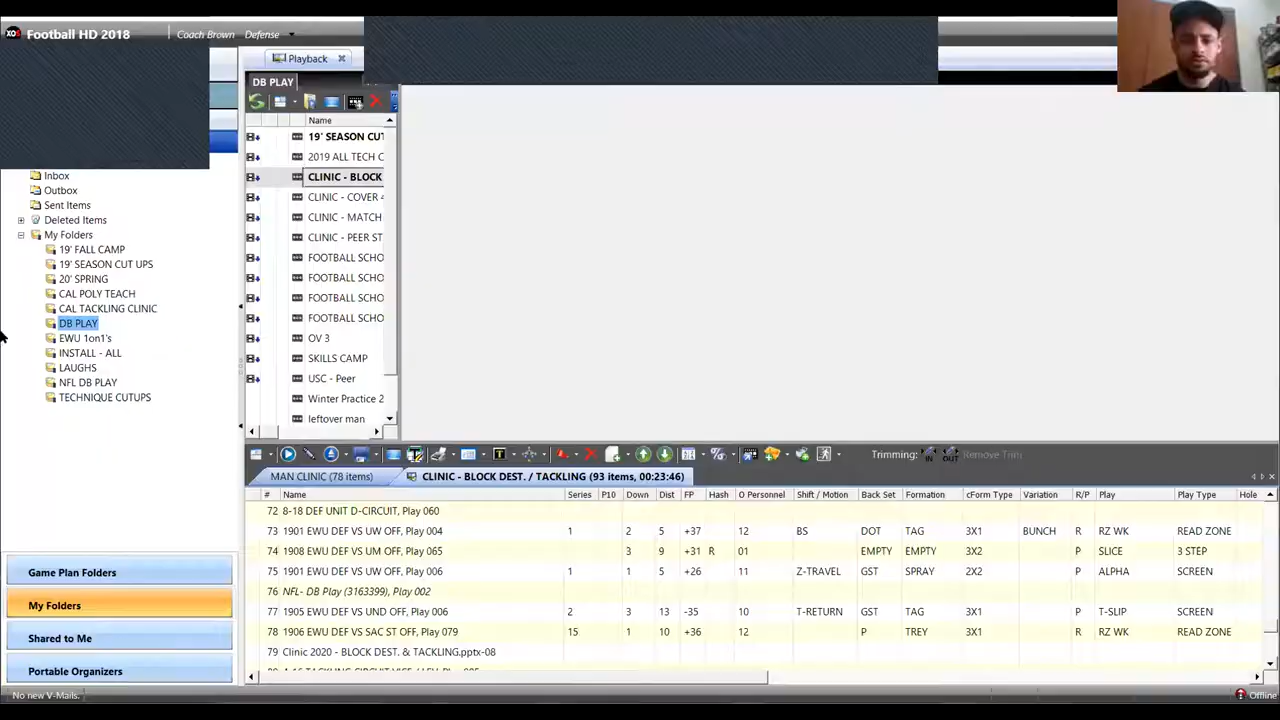 XOS Football HD 2018 Coach Brown Defense
Playback
DB PLAY
Name
19' SEASON CUT
2019 ALL TECH C
CLINIC - BLOCK
CLINIC - COVER 4
CLINIC - MATCH
CLINIC - PEER ST
FOOTBALL SCHO
FOOTBALL SCHO
FOOTBALL SCHO
FOOTBALL SCHO
OV 3
SKILLS CAMP
USC - Peer
Winter Practice 2
leftover man
Inbox
Outbox
Sent Items
Deleted Items
My Folders
19' FALL CAMP
19' SEASON CUT UPS
20' SPRING
CAL POLY TEACH
CAL TACKLING CLINIC
DB PLAY
EWU 1on1's
INSTALL - ALL
LAUGHS
NFL DB PLAY
TECHNIQUE CUTUPS
Game Plan Folders
My Folders
Shared to Me
Portable Organizers
Trimming: IN OUT Remove Trim
MAN CLINIC (78 items) CLINIC - BLOCK DEST. / TACKLING (93 items, 00:23:46)
# Name Series P10 Down Dist FP Hash O Personnel Shift / Motion Back Set Formation cForm Type Variation R/P Play Play Type Hole
72 8-18 DEF UNIT D-CIRCUIT, Play 060
73 1901 EWU DEF VS UW OFF, Play 004 1 2 5 +37 12 BS DOT TAG 3X1 BUNCH R RZ WK READ ZONE
74 1908 EWU DEF VS UM OFF, Play 065 3 9 +31 R 01 EMPTY EMPTY 3X2 P SLICE 3 STEP
75 1901 EWU DEF VS UW OFF, Play 006 1 1 5 +26 11 Z-TRAVEL GST SPRAY 2X2 P ALPHA SCREEN
76 NFL- DB Play (3163399), Play 002
77 1905 EWU DEF VS UND OFF, Play 006 2 3 13 -35 10 T-RETURN GST TAG 3X1 P T-SLIP SCREEN
78 1906 EWU DEF VS SAC ST OFF, Play 079 15 1 10 +36 12 P TREY 3X1 R RZ WK READ ZONE
79 Clinic 2020 - BLOCK DEST. & TACKLING.pptx-08
No new V-Mails. Offline